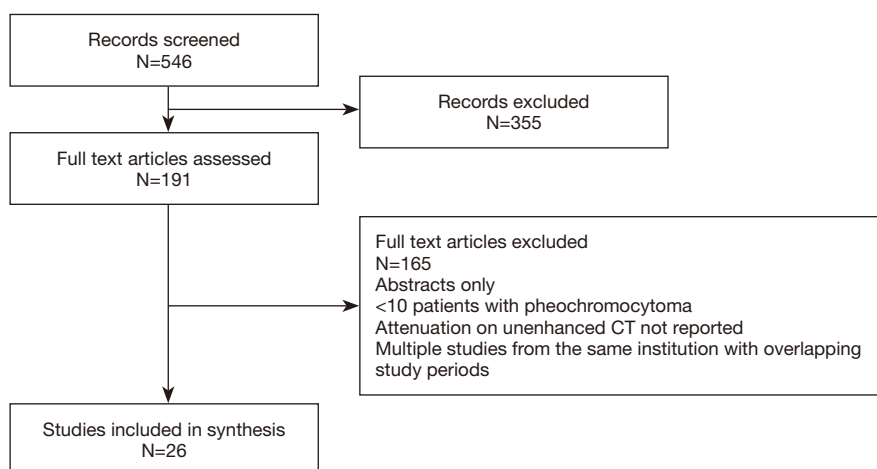 Records screened
N=546
Records excluded
N=355
Full text articles assessed
N=191
Full text articles excluded
N=165
Abstracts only
<10 patients with pheochromocytoma
Attenuation on unenhanced CT not reported
Multiple studies from the same institution with overlapping
study periods
Studies included in synthesis
N=26